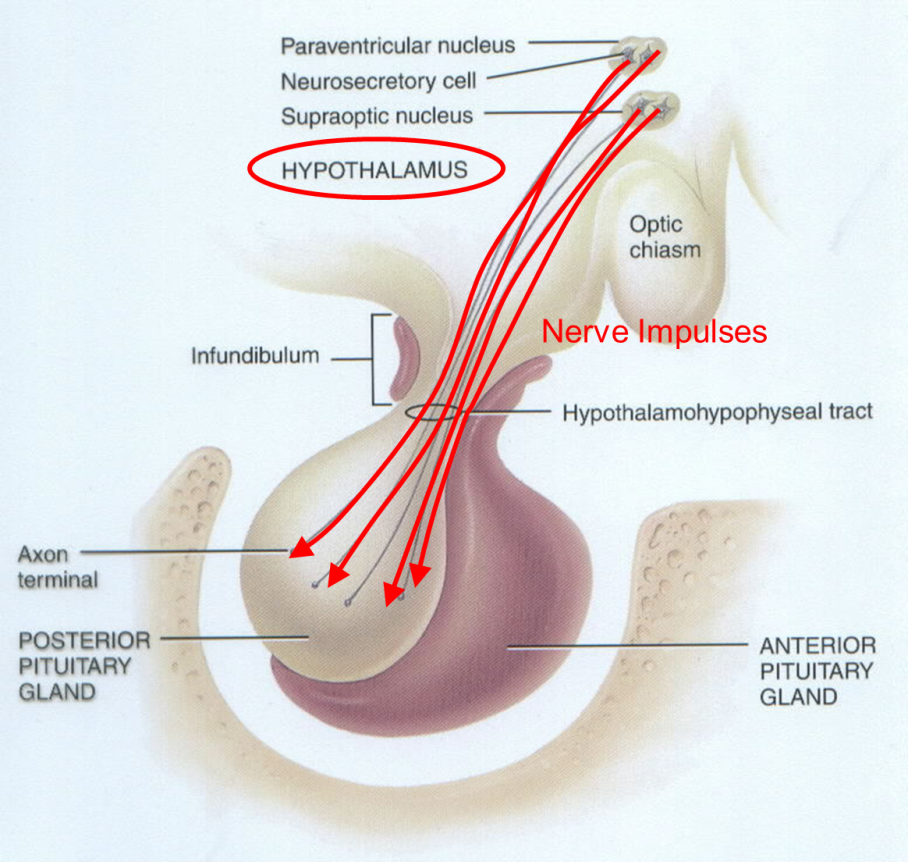 Paraventricular nucleus
Neurosecretory cell
Supraoptic nucleus
HYPOTHALAMUS
Optic
chiasm
Nerve Impulses
Infundibulum
Hypothalamohypophyseal tract
Axon
terminal
POSTERIOR
PITUITARY
GLAND
ANTERIOR
PITUITARY
GLAND